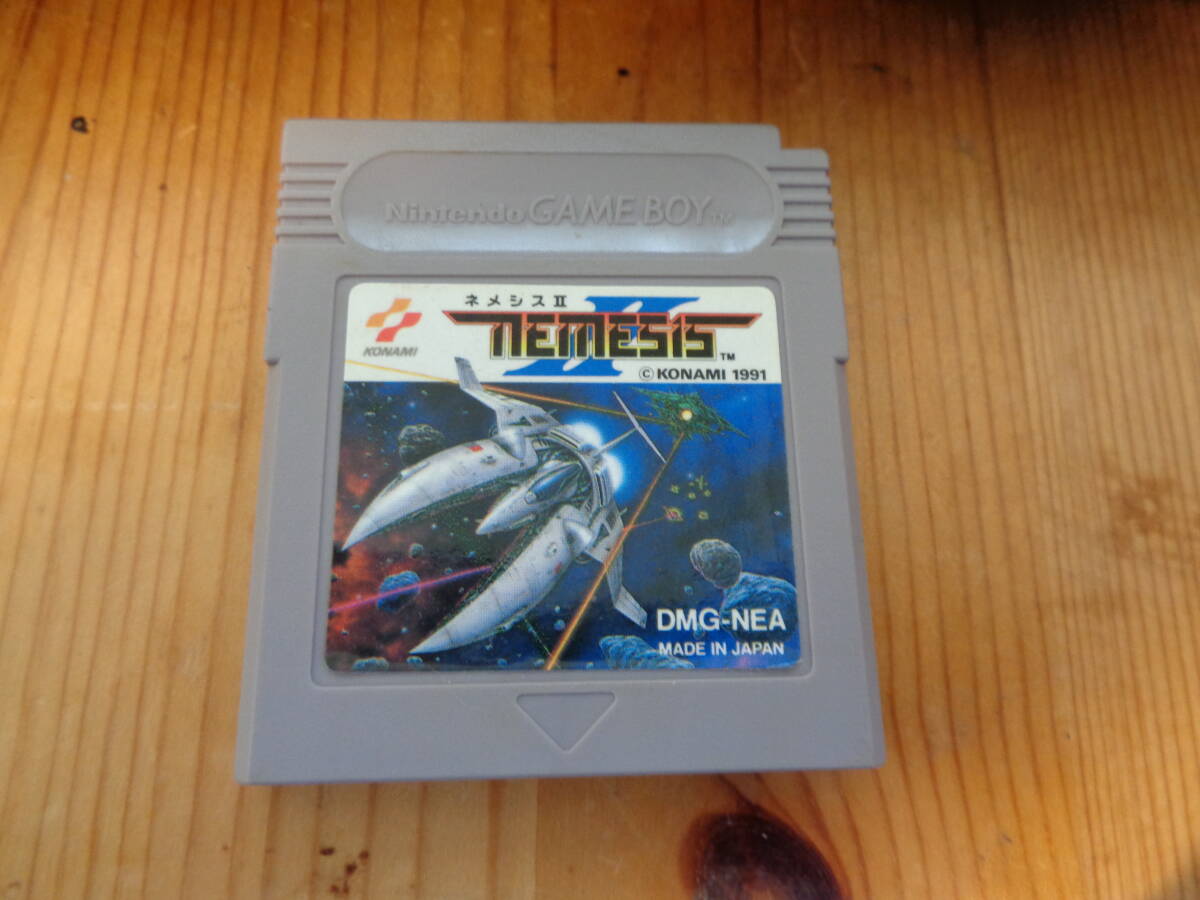 Nintendo GAME BOY TM
ネメシスII
KONAMI
NEMESIS II TM
© KONAMI 1991
DMG-NEA
MADE IN JAPAN